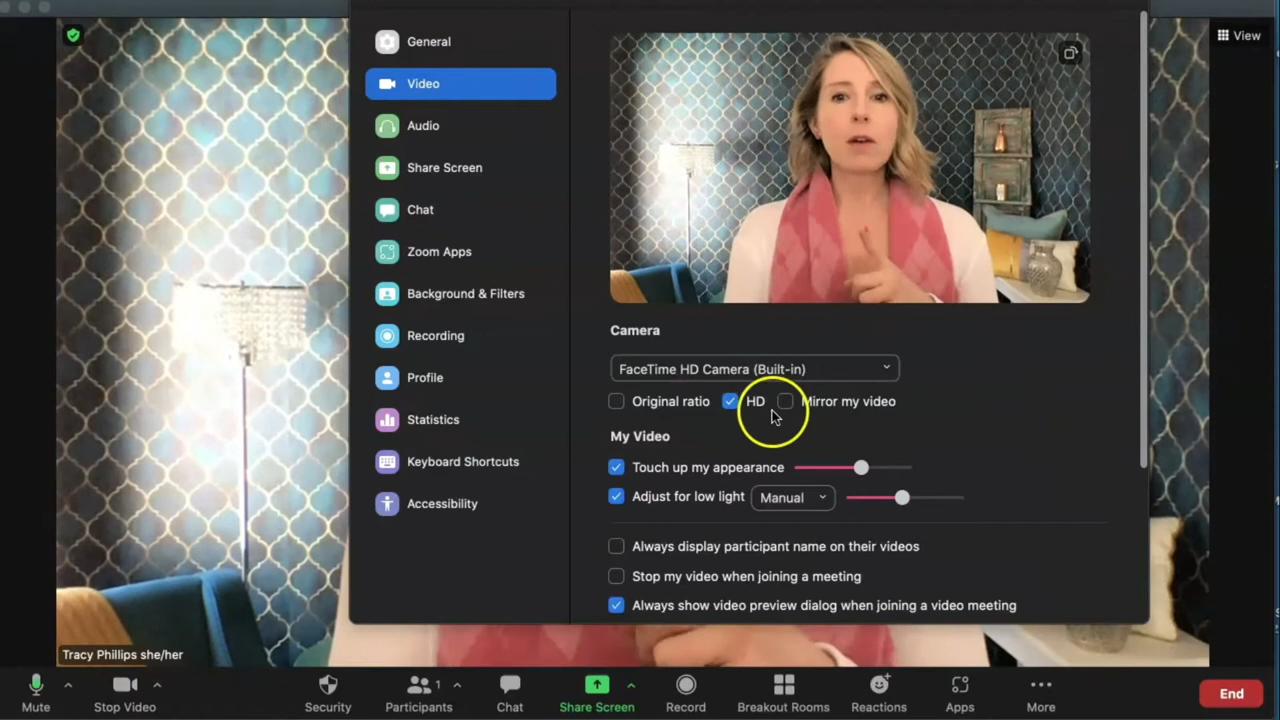 View
General
Video
Audio
Share Screen
Chat
Zoom Apps
Background & Filters
Recording
Profile
Statistics
Keyboard Shortcuts
Accessibility
Camera
FaceTime HD Camera (Built-in)
Original ratio HD Mirror my video
My Video
Touch up my appearance
Adjust for low light Manual
Always display participant name on their videos
Stop my video when joining a meeting
Always show video preview dialog when joining a video meeting
Tracy Phillips she/her
1
Mute Stop Video Security Participants Chat Share Screen Record Breakout Rooms Reactions Apps More End